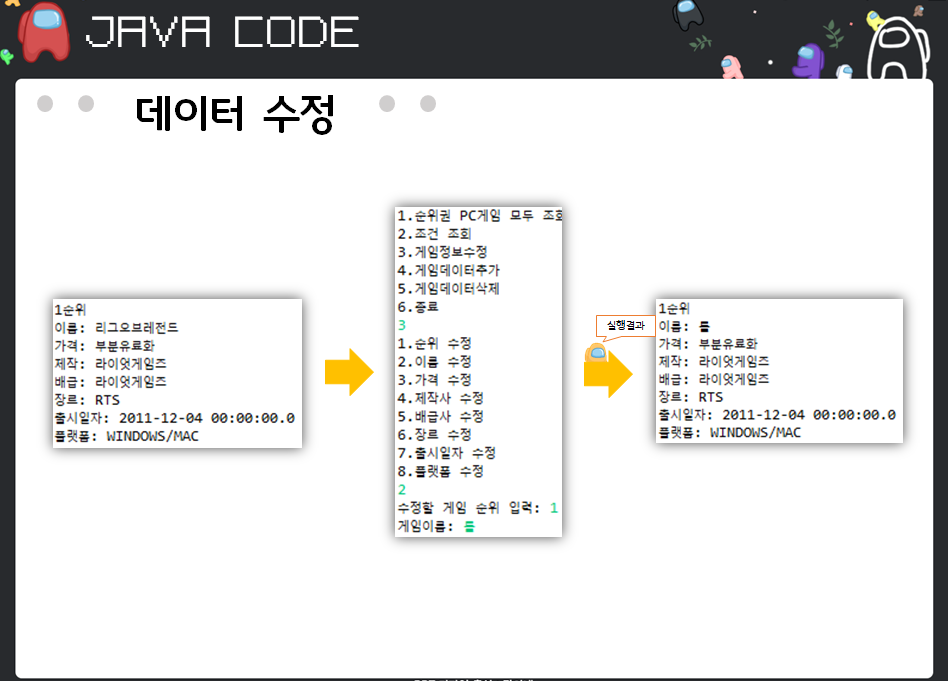 JAVA CODE
데이터 수정
1순위
이름: 리그오브레전드
가격: 부분유료화
제작: 라이엇게임즈
배급: 라이엇게임즈
장르: RTS
출시일자: 2011-12-04 00:00:00.0
플랫폼: WINDOWS/MAC
1.순위권 PC게임 모두 조회
2.조건 조회
3.게임정보수정
4.게임데이터추가
5.게임데이터삭제
6.종료
3
1.순위 수정
2.이름 수정
3.가격 수정
4.제작사 수정
5.배급사 수정
6.장르 수정
7.출시일자 수정
8.플랫폼 수정
2
수정할 게임 순위 입력: 1
게임이름: 롤
실행결과
1순위
이름: 롤
가격: 부분유료화
제작: 라이엇게임즈
배급: 라이엇게임즈
장르: RTS
출시일자: 2011-12-04 00:00:00.0
플랫폼: WINDOWS/MAC